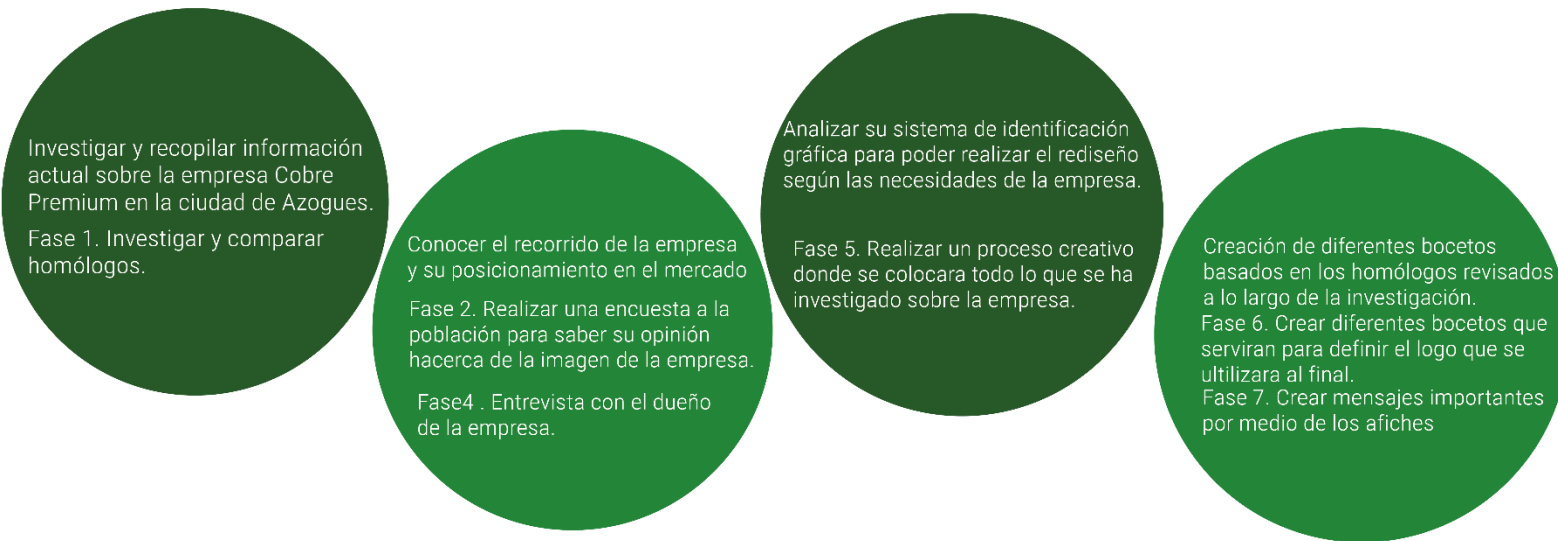 Investigar y recopilar información
actual sobre la empresa Cobre
Premium en la ciudad de Azogues.
Fase 1. Investigar y comparar
homólogos.
Conocer el recorrido de la empresa
y su posicionamiento en el mercado
Fase 2. Realizar una encuesta a la
población para saber su opinión
hacerca de la imagen de la empresa.
Fase4 . Entrevista con el dueño
de la empresa.
Analizar su sistema de identificación
gráfica para poder realizar el rediseño
según las necesidades de la empresa.
Fase 5. Realizar un proceso creativo
donde se colocara todo lo que se ha
investigado sobre la empresa.
Creación de diferentes bocetos
basados en los homólogos revisados
a lo largo de la investigación.
Fase 6. Crear diferentes bocetos que
serviran para definir el logo que se
ultilizara al final.
Fase 7. Crear mensajes importantes
por medio de los afiches